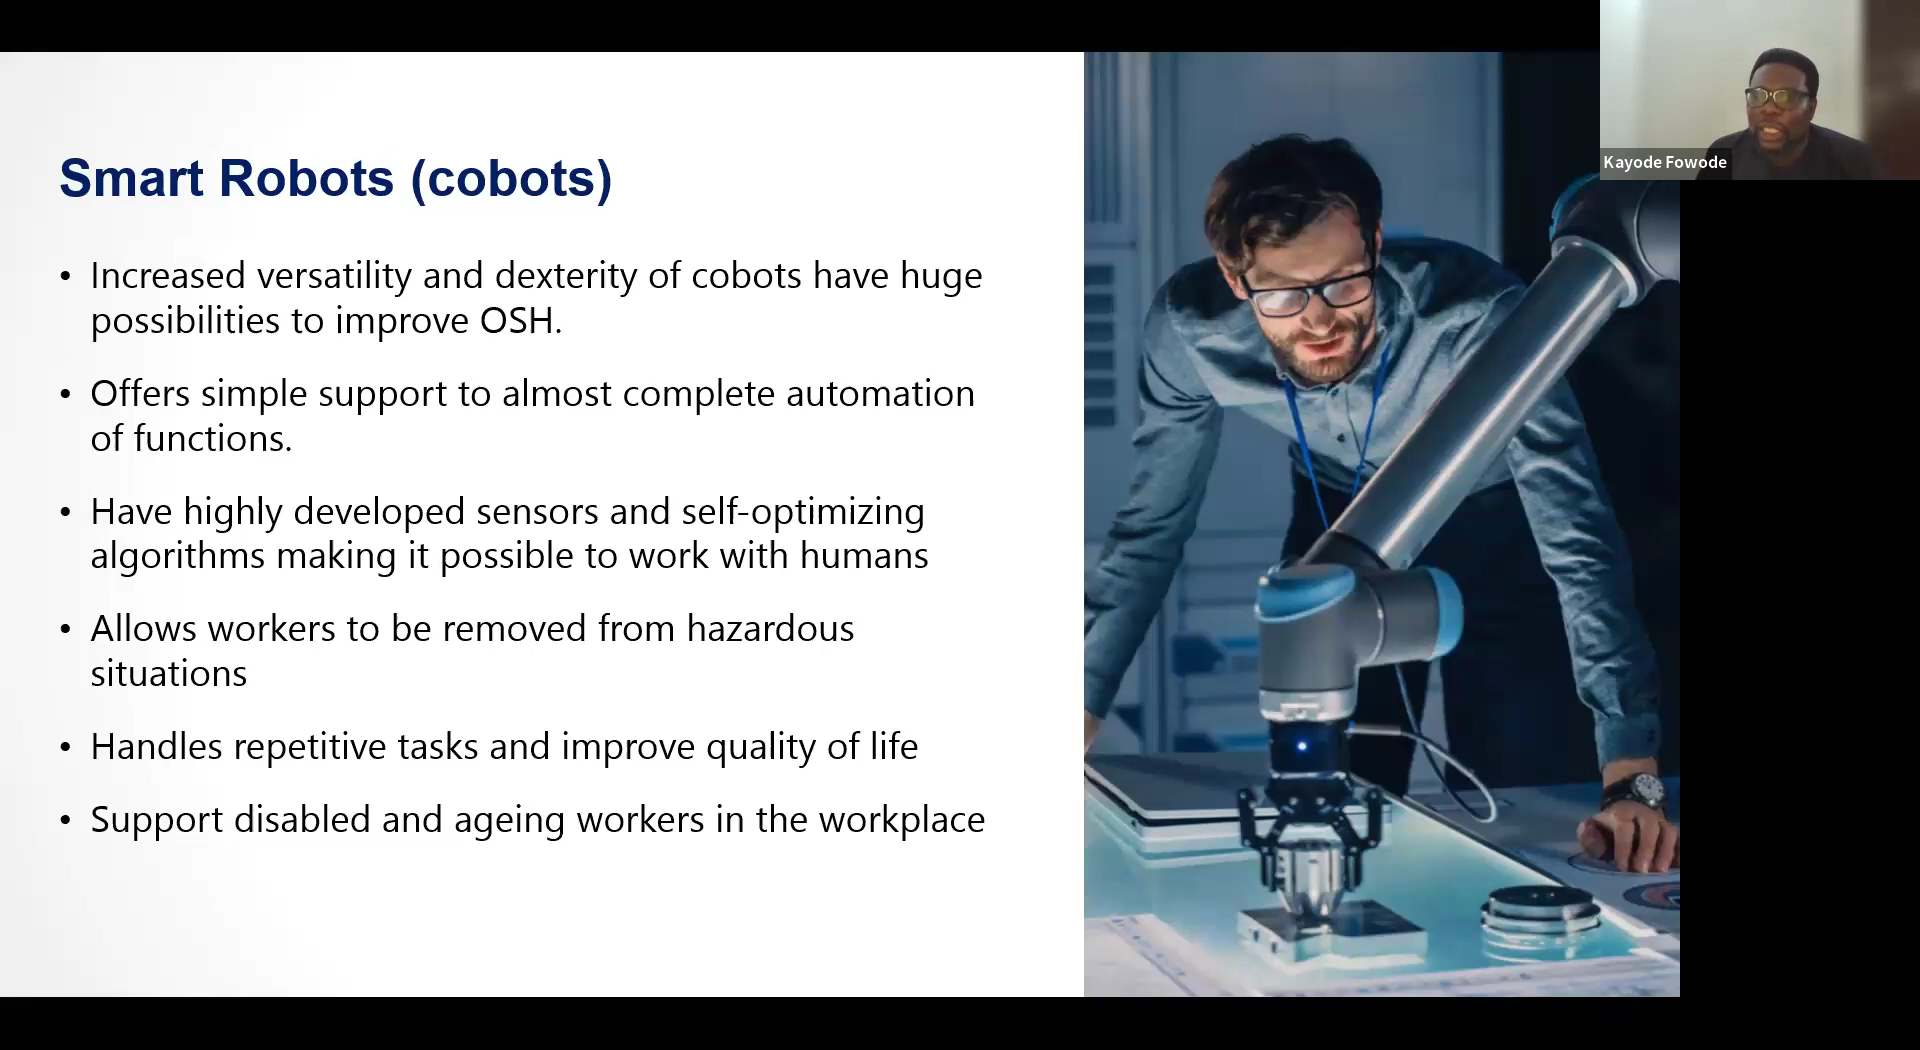 Smart Robots (cobots)
• Increased versatility and dexterity of cobots have huge
possibilities to improve OSH.
• Offers simple support to almost complete automation
of functions.
• Have highly developed sensors and self-optimizing
algorithms making it possible to work with humans
• Allows workers to be removed from hazardous
situations
• Handles repetitive tasks and improve quality of life
• Support disabled and ageing workers in the workplace
Kayode Fowode